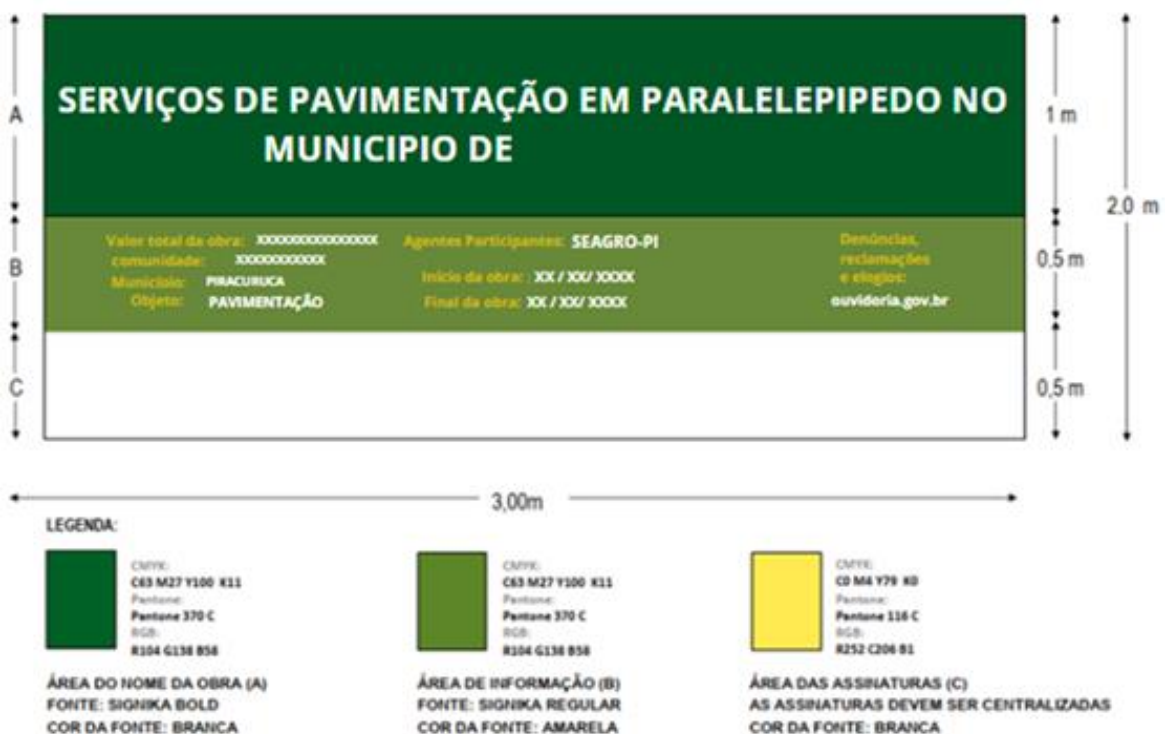 SERVIÇOS DE PAVIMENTAÇÃO EM PARALELEPIPEDO NO
MUNICIPIO DE
A
1 m
2.0 m
Valor total da obra: XXXXXXXXXXXXXXX Agentes Participantes: SEAGRO-PI Denúncias,
comunidade: XXXXXXXXXXX reclamações
B
0,5 m
Município: PIRACURUCA Início da obra: XX / XX/ XXXX e elogios:
Objeto: PAVIMENTAÇÃO Final da obra: XX / XX/ XXXX ouvidoria.gov.br
C
0,5 m
3,00m
LEGENDA:
CMYK:
C63 M27 Y100 K11
Pantone:
Pantone 370 C
RGB:
R104 G138 B58
ÁREA DO NOME DA OBRA (A)
FONTE: SIGNIKA BOLD
COR DA FONTE: BRANCA
CMYK:
C63 M27 Y100 K11
Pantone:
Pantone 370 C
RGB:
R104 G138 B58
ÁREA DE INFORMAÇÃO (B)
FONTE: SIGNIKA REGULAR
COR DA FONTE: AMARELA
CMYK:
C0 M4 Y79 K0
Pantone:
Pantone 116 C
RGB:
R252 C206 B1
ÁREA DAS ASSINATURAS (C)
AS ASSINATURAS DEVEM SER CENTRALIZADAS
COR DA FONTE: BRANCA